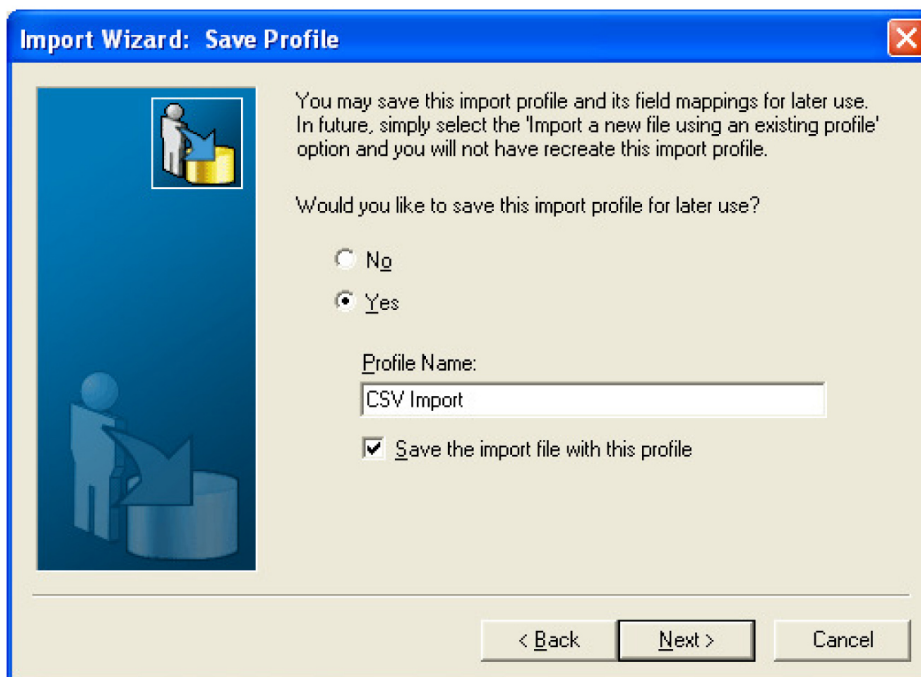 Import Wizard: Save Profile
You may save this import profile and its field mappings for later use.
In future, simply select the 'Import a new file using an existing profile'
option and you will not have recreate this import profile.
Would you like to save this import profile for later use?
No
Yes
Profile Name:
CSV Import
Save the import file with this profile
< Back
Next >
Cancel